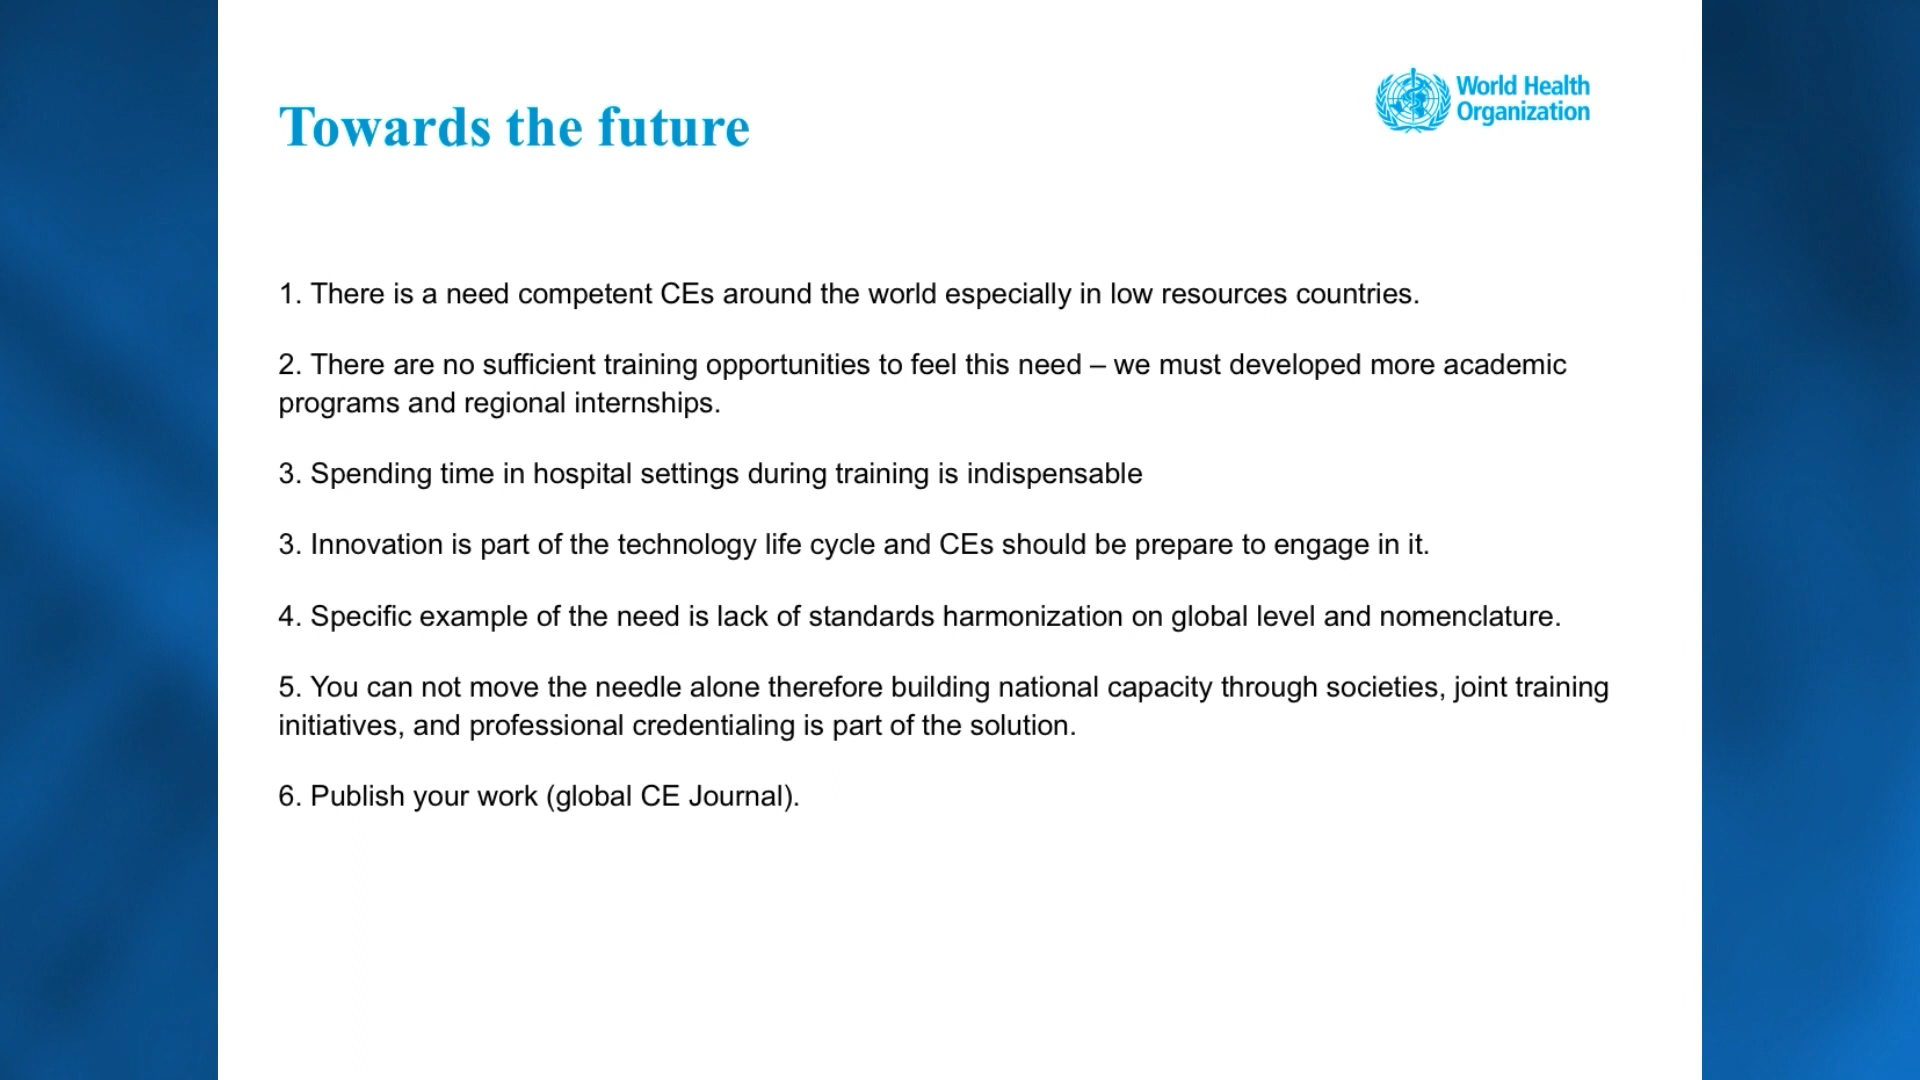 World Health
Organization
Towards the future
1. There is a need competent CEs around the world especially in low resources countries.
2. There are no sufficient training opportunities to feel this need – we must developed more academic
programs and regional internships.
3. Spending time in hospital settings during training is indispensable
3. Innovation is part of the technology life cycle and CEs should be prepare to engage in it.
4. Specific example of the need is lack of standards harmonization on global level and nomenclature.
5. You can not move the needle alone therefore building national capacity through societies, joint training
initiatives, and professional credentialing is part of the solution.
6. Publish your work (global CE Journal).